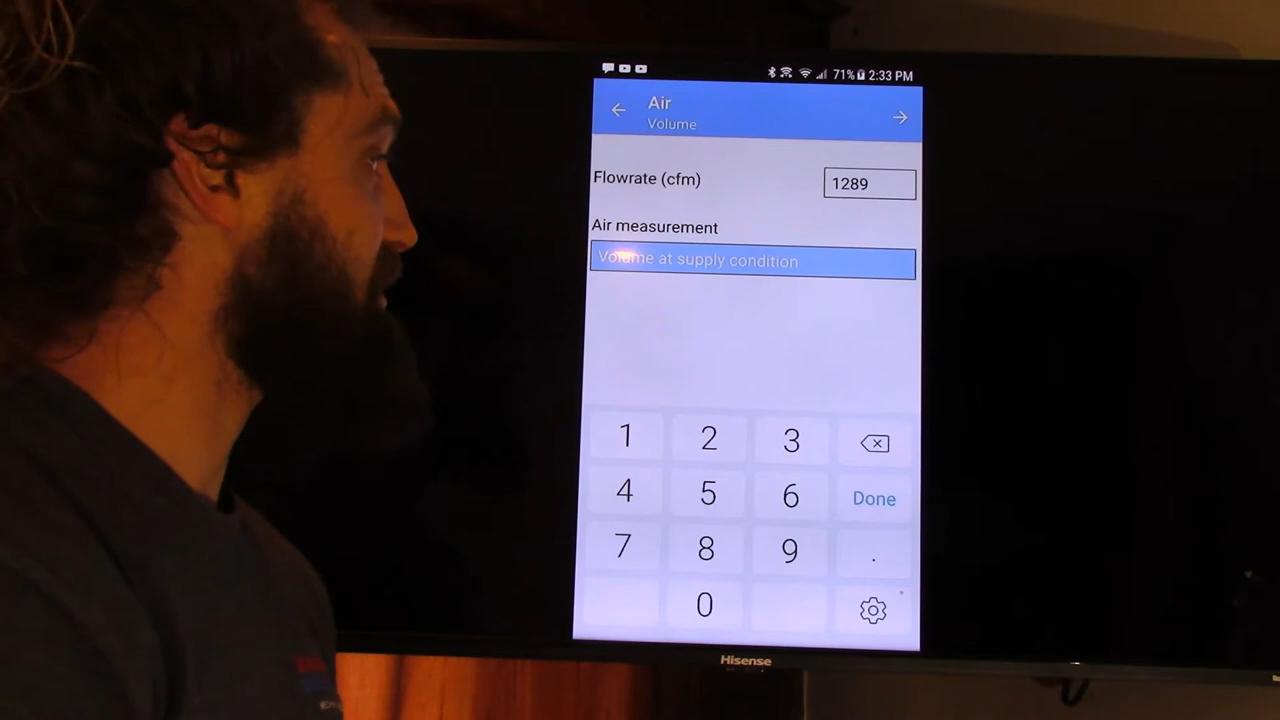 71% 2:33 PM
Air
Volume
Flowrate (cfm)
1289
Air measurement
Volume at supply condition
1
2
3
4
5
6
Done
7
8
9
.
0
Hisense